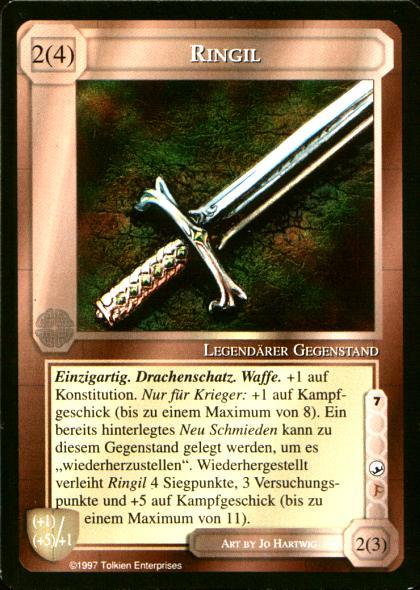 2(4)
RINGIL
LEGENDÄRER GEGENSTAND
Einzigartig. Drachenschatz. Waffe. +1 auf
Konstitution. Nur für Krieger: +1 auf Kampf-
geschick (bis zu einem Maximum von 8). Ein
bereits hinterlegtes Neu Schmieden kann zu
diesem Gegenstand gelegt werden, um es
„wiederherzustellen". Wiederhergestellt
verleiht Ringil 4 Siegpunkte, 3 Versuchungs-
punkte und +5 auf Kampfgeschick (bis zu
einem Maximum von 11).
7
(+1)
(+5)/+1
ART BY JO HARTWIG
2(3)
©1997 Tolkien Enterprises